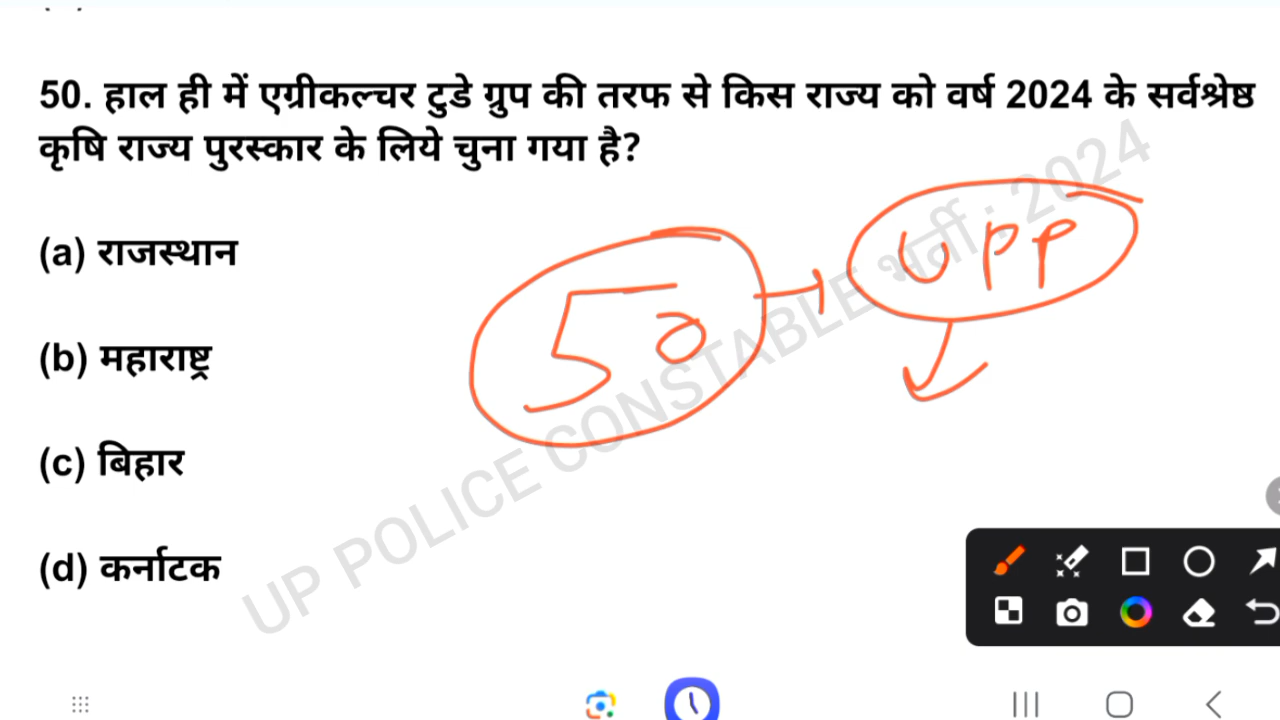 50. हाल ही में एग्रीकल्चर टुडे ग्रुप की तरफ से किस राज्य को वर्ष 2024 के सर्वश्रेष्ठ
कृषि राज्य पुरस्कार के लिये चुना गया है?
(a) राजस्थान
50
UPP
(b) महाराष्ट्र
(c) बिहार
(d) कर्नाटक
UP POLICE CONSTABLE भर्ती : 2024